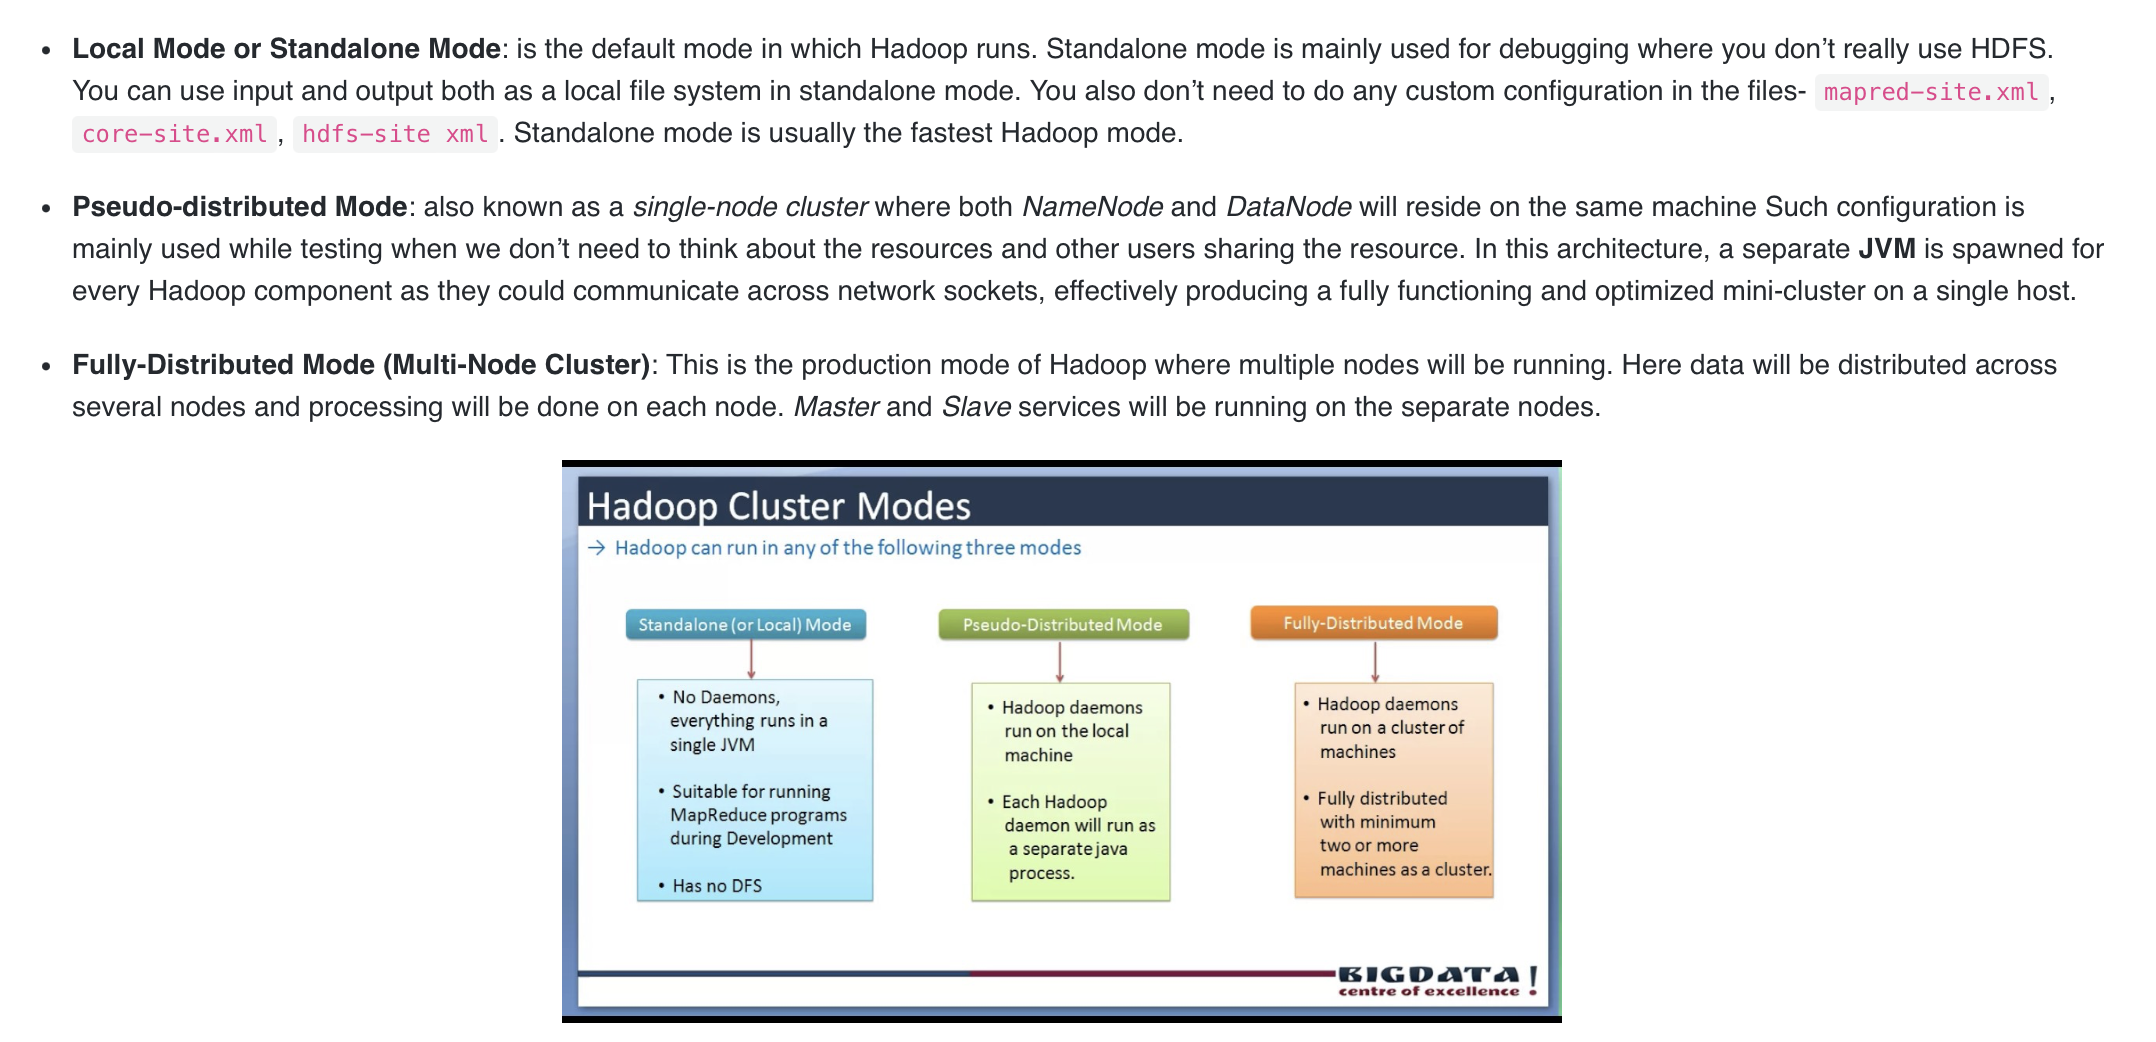 • Local Mode or Standalone Mode: is the default mode in which Hadoop runs. Standalone mode is mainly used for debugging where you don’t really use HDFS.
You can use input and output both as a local file system in standalone mode. You also don’t need to do any custom configuration in the files- mapred-site.xml ,
core-site.xml , hdfs-site xml . Standalone mode is usually the fastest Hadoop mode.
• Pseudo-distributed Mode: also known as a single-node cluster where both NameNode and DataNode will reside on the same machine Such configuration is
mainly used while testing when we don’t need to think about the resources and other users sharing the resource. In this architecture, a separate JVM is spawned for
every Hadoop component as they could communicate across network sockets, effectively producing a fully functioning and optimized mini-cluster on a single host.
• Fully-Distributed Mode (Multi-Node Cluster): This is the production mode of Hadoop where multiple nodes will be running. Here data will be distributed across
several nodes and processing will be done on each node. Master and Slave services will be running on the separate nodes.
Hadoop Cluster Modes
→ Hadoop can run in any of the following three modes
Standalone (or Local) Mode
• No Daemons,
everything runs in a
single JVM
• Suitable for running
MapReduce programs
during Development
• Has no DFS
Pseudo-Distributed Mode
• Hadoop daemons
run on the local
machine
• Each Hadoop
daemon will run as
a separate java
process.
Fully-Distributed Mode
• Hadoop daemons
run on a cluster of
machines
• Fully distributed
with minimum
two or more
machines as a cluster.
BIGDATA!
centre of excellence